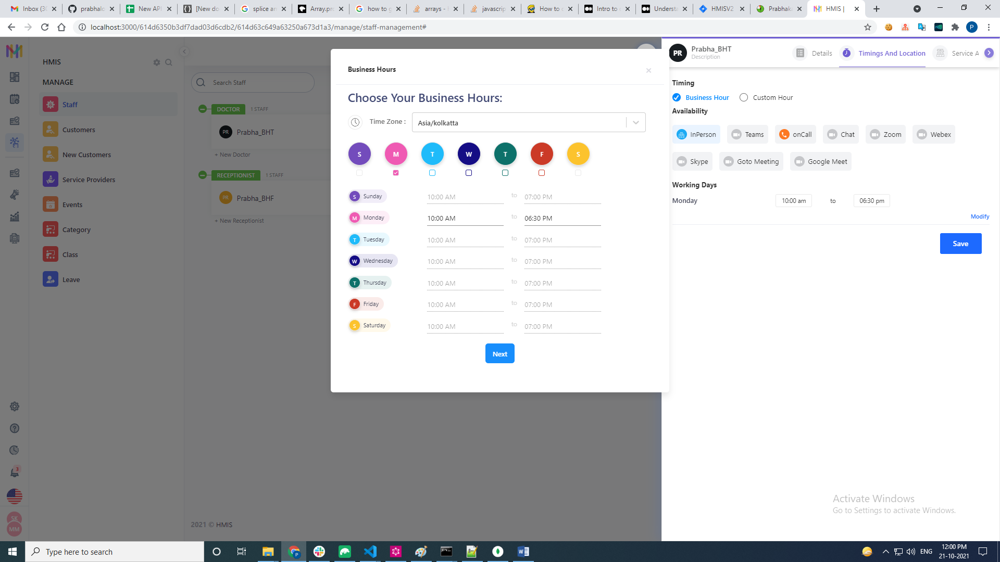 Inbox (30
prabhalo
New API
[New do
splice an
Array.pro
how to g
arrays -
javascrip
How to c
Intro to
Understa
HMISV2
Prabhaka
HMIS |
localhost:3000/614d6350b3df7dad03d6cdb2/614d63c649a63250a673d1a3/manage/staff-management#
P
HMIS
MANAGE
Staff
Customers
New Customers
Service Providers
Events
Category
Class
Leave
3
SK
MM
Search Staff
DOCTOR 1 STAFF
PR Prabha_BHT
+ New Doctor
RECEPTIONIST 1 STAFF
PR Prabha_BHF
+ New Receptionist
2021 © HMIS
Business Hours
×
Choose Your Business Hours:
Time Zone : Asia/kolkatta
S M T W T F S
S Sunday 10:00 AM to 07:00 PM
M Monday 10:00 AM to 06:30 PM
T Tuesday 10:00 AM to 07:00 PM
W Wednesday 10:00 AM to 07:00 PM
T Thursday 10:00 AM to 07:00 PM
F Friday 10:00 AM to 07:00 PM
S Saturday 10:00 AM to 07:00 PM
Next
PR Prabha_BHT
Description
Details
Timings And Location
Service A
Timing
Business Hour Custom Hour
Availability
InPerson Teams onCall Chat Zoom Webex
Skype Goto Meeting Google Meet
Working Days
Monday 10:00 am to 06:30 pm
Modify
Save
Activate Windows
Go to Settings to activate Windows.
Type here to search
P
ENG
12:00 PM
21-10-2021